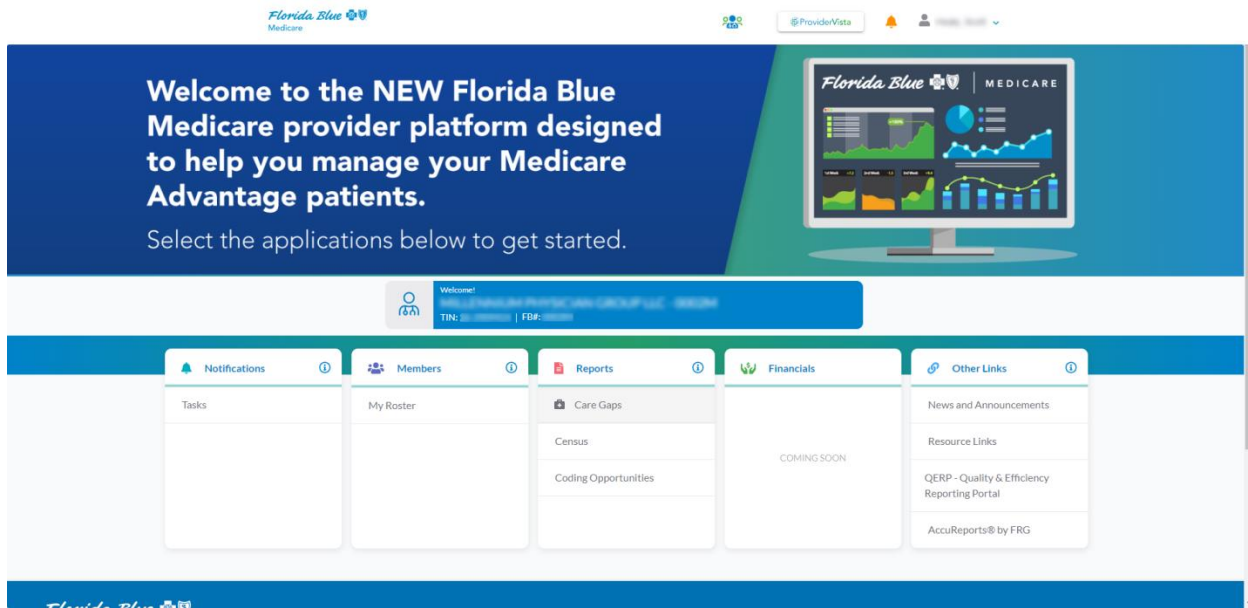 Florida Blue
Medicare
ProviderVista
Welcome to the NEW Florida Blue
Medicare provider platform designed
to help you manage your Medicare
Advantage patients.
Select the applications below to get started.
Florida Blue | MEDICARE
Welcome!
TIN: | FB#:
Notifications
Tasks
Members
My Roster
Reports
Care Gaps
Census
Coding Opportunities
Financials
COMING SOON
Other Links
News and Announcements
Resource Links
QERP - Quality & Efficiency
Reporting Portal
AccuReports® by FRG
Florida Blue